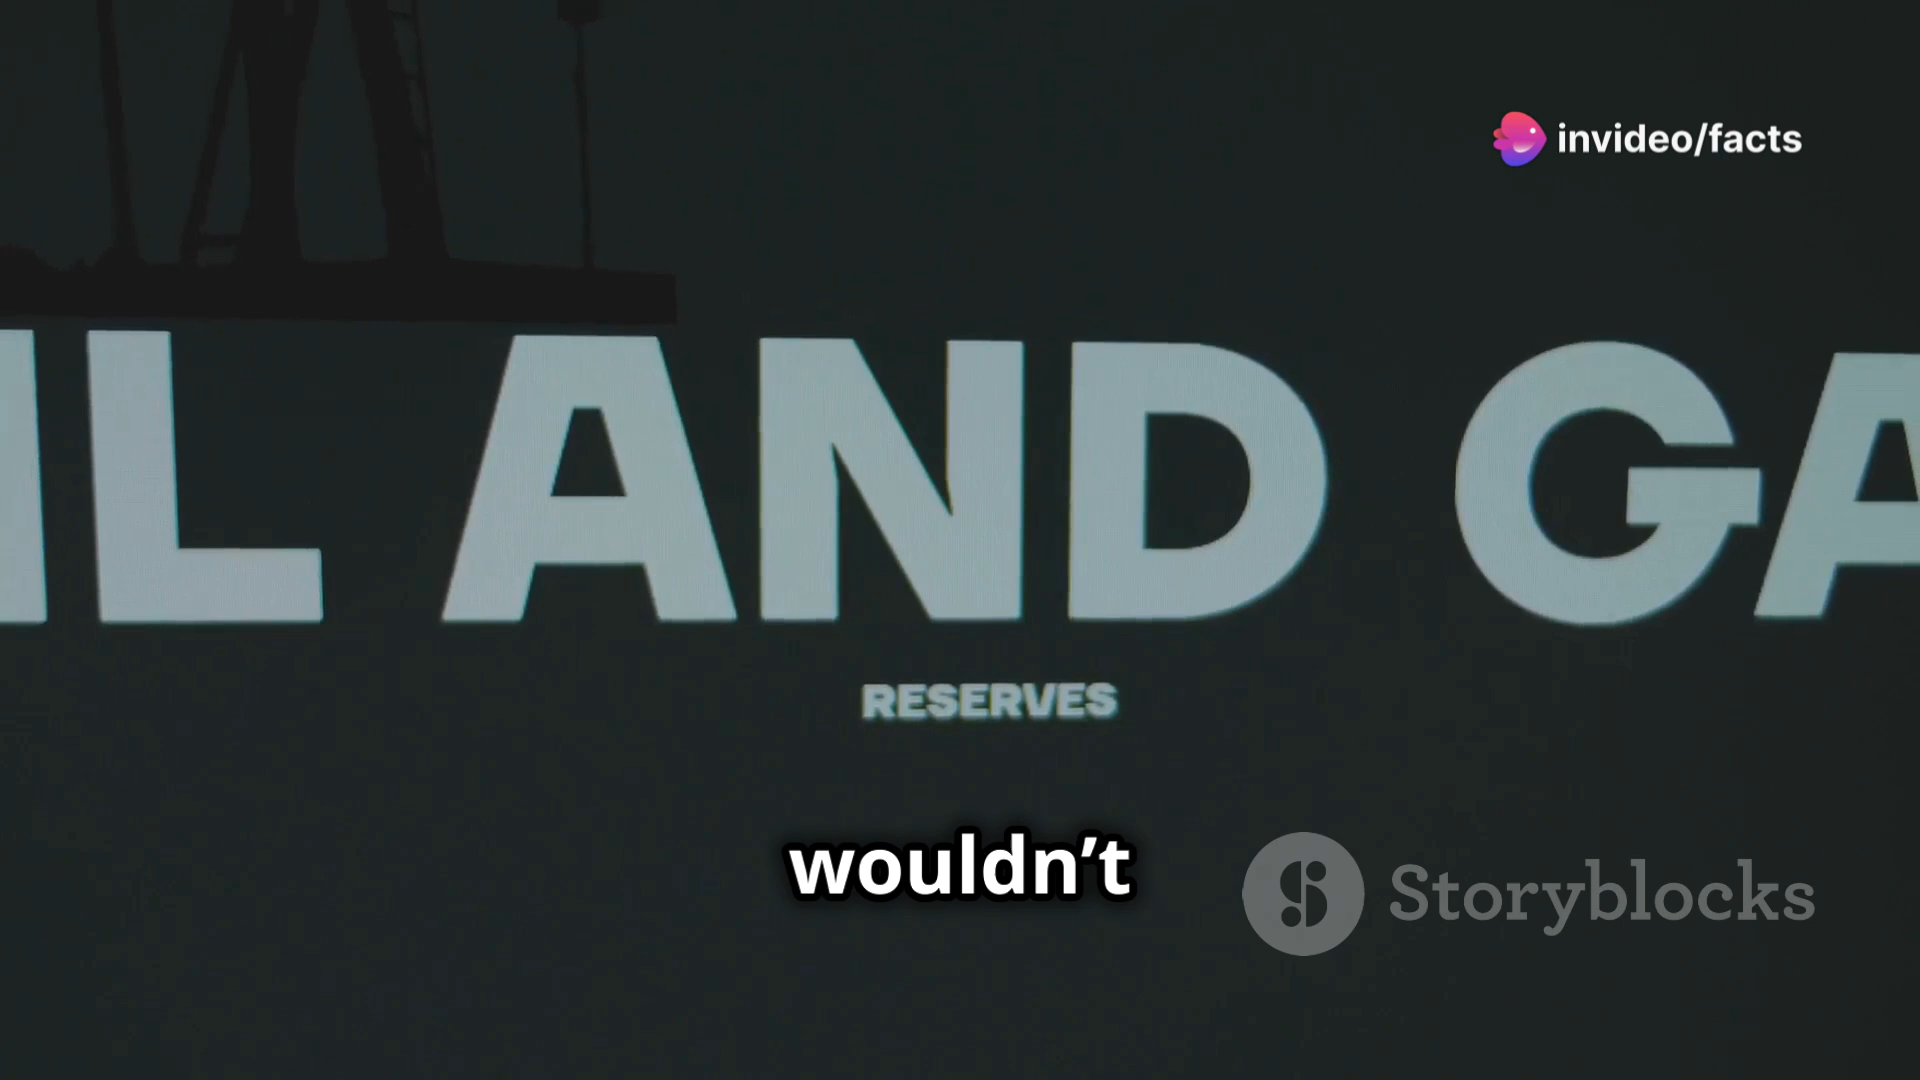 invideo/facts
IL AND GA
RESERVES
wouldn’t
Storyblocks